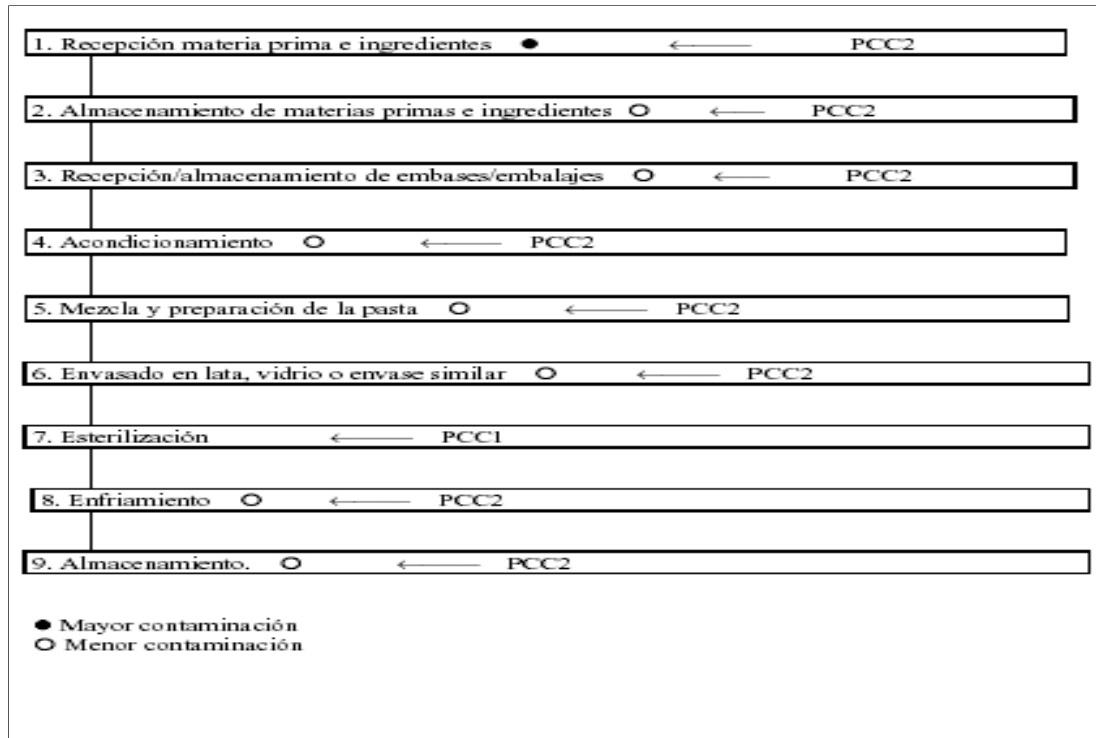 1. Recepción materia prima e ingredientes ● ← PCC2
2. Almacenamiento de materias primas e ingredientes O ← PCC2
3. Recepción/almacenamiento de embases/embalajes O ← PCC2
4. Acondicionamiento O ← PCC2
5. Mezcla y preparación de la pasta O ← PCC2
6. Envasado en lata, vidrio o envase similar O ← PCC2
7. Esterilización ← PCC1
8. Enfriamiento O ← PCC2
9. Almacenamiento. O ← PCC2
● Mayor contaminación
O Menor contaminación